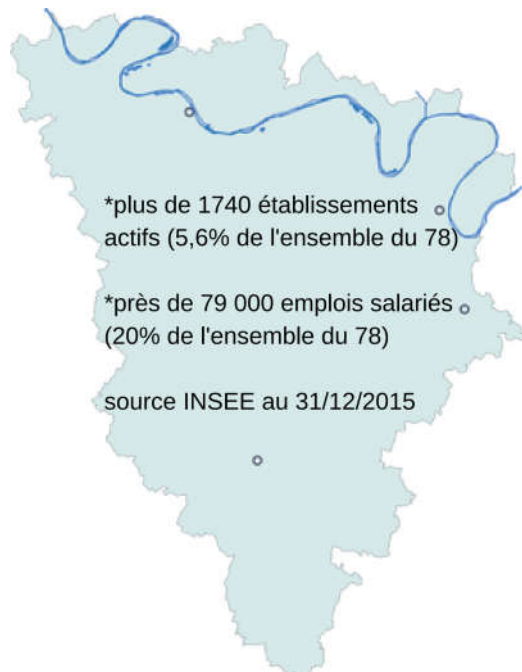 *plus de 1740 établissements
actifs (5,6% de l'ensemble du 78)
*près de 79 000 emplois salariés
(20% de l'ensemble du 78)
source INSEE au 31/12/2015